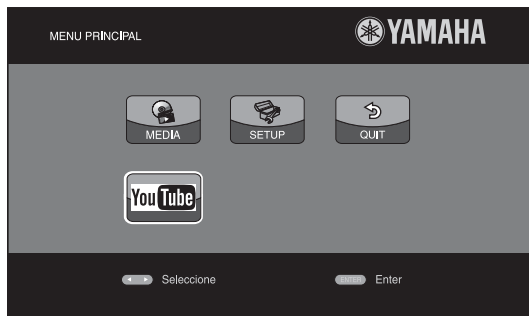 MENU PRINCIPAL
YAMAHA
MEDIA
SETUP
QUIT
YouTube
Seleccione
ENTER Enter